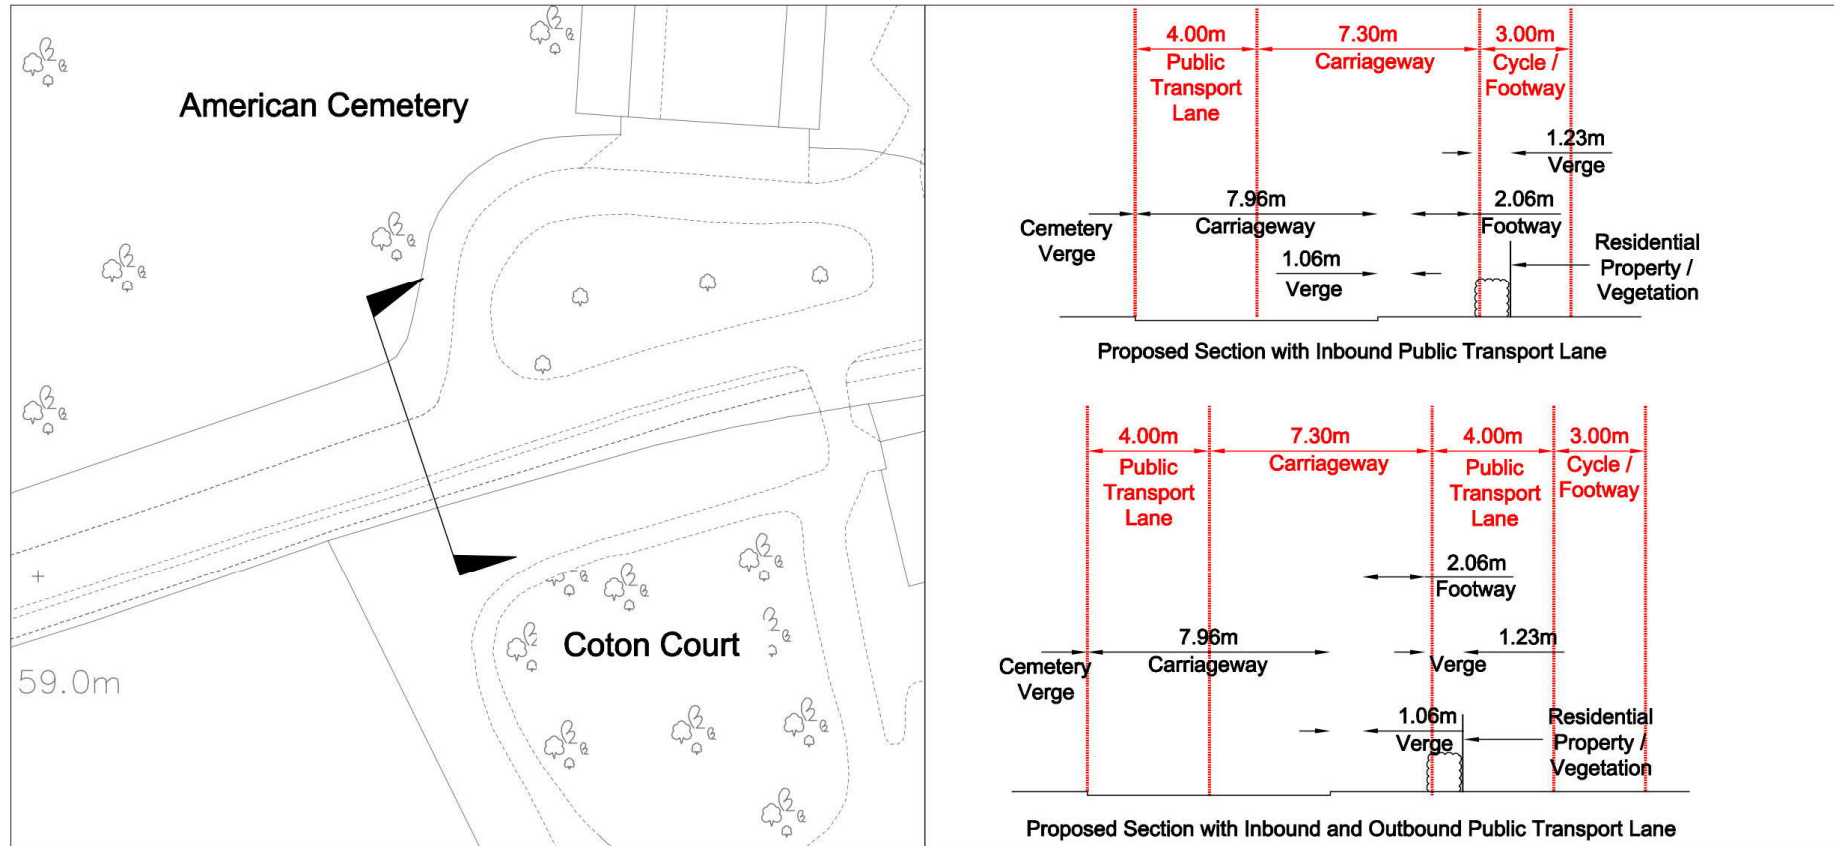 American Cemetery
Coton Court
59.0m
4.00m
Public
Transport
Lane
7.30m
Carriageway
3.00m
Cycle /
Footway
1.23m
Verge
7.96m
Carriageway
2.06m
Footway
Cemetery
Verge
1.06m
Verge
Residential
Property /
Vegetation
Proposed Section with Inbound Public Transport Lane
4.00m
Public
Transport
Lane
7.30m
Carriageway
4.00m
Public
Transport
Lane
3.00m
Cycle /
Footway
2.06m
Footway
7.96m
Carriageway
1.23m
Verge
Cemetery
Verge
1.06m
Verge
Residential
Property /
Vegetation
Proposed Section with Inbound and Outbound Public Transport Lane